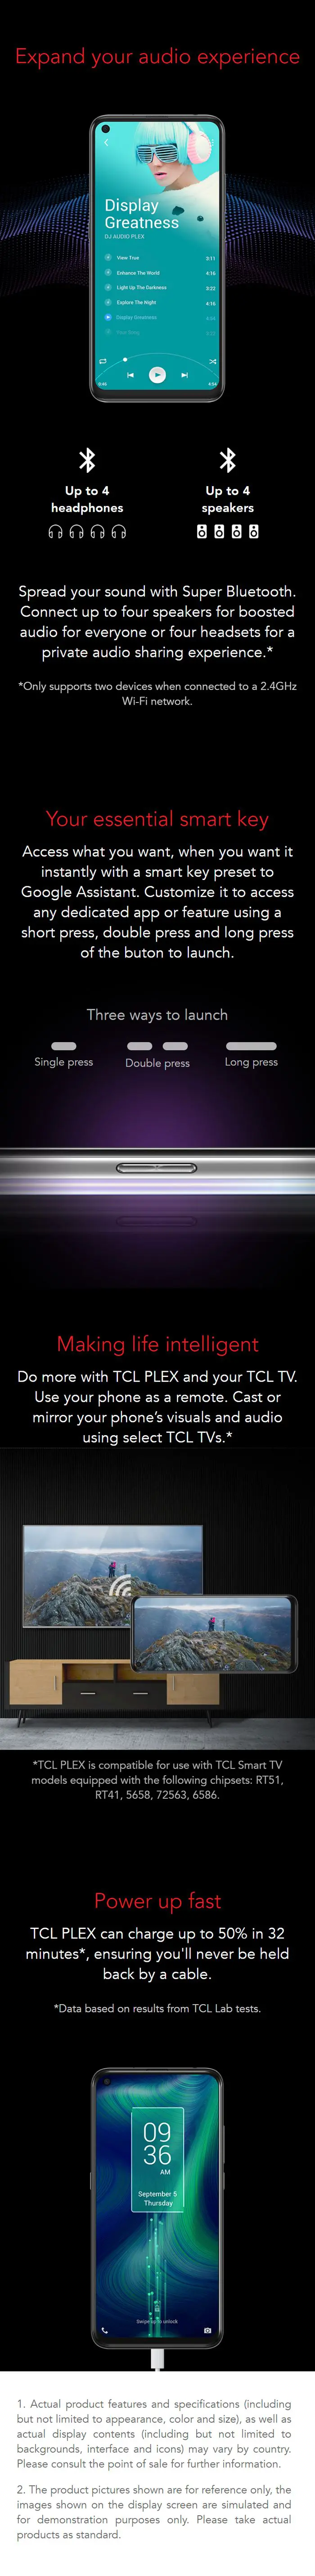 Expand your audio experience
Display
Greatness
DJ AUDIO PLEX
View True 3:11
Enhance The World 4:16
Light Up The Darkness 3:22
Explore The Night 4:16
Display Greatness
0:46 4:54
Up to 4
headphones
Up to 4
speakers
Spread your sound with Super Bluetooth.
Connect up to four speakers for boosted
audio for everyone or four headsets for a
private audio sharing experience.*
*Only supports two devices when connected to a 2.4GHz
Wi-Fi network.
Your essential smart key
Access what you want, when you want it
instantly with a smart key preset to
Google Assistant. Customize it to access
any dedicated app or feature using a
short press, double press and long press
of the buton to launch.
Three ways to launch
Single press
Double press
Long press
Making life intelligent
Do more with TCL PLEX and your TCL TV.
Use your phone as a remote. Cast or
mirror your phone’s visuals and audio
using select TCL TVs.*
*TCL PLEX is compatible for use with TCL Smart TV
models equipped with the following chipsets: RT51,
RT41, 5658, 72563, 6586.
Power up fast
TCL PLEX can charge up to 50% in 32
minutes*, ensuring you'll never be held
back by a cable.
*Data based on results from TCL Lab tests.
09
36
AM
September 5
Thursday
Swipe up to unlock
1. Actual product features and specifications (including
but not limited to appearance, color and size), as well as
actual display contents (including but not limited to
backgrounds, interface and icons) may vary by country.
Please consult the point of sale for further information.
2. The product pictures shown are for reference only, the
images shown on the display screen are simulated and
for demonstration purposes only. Please take actual
products as standard.